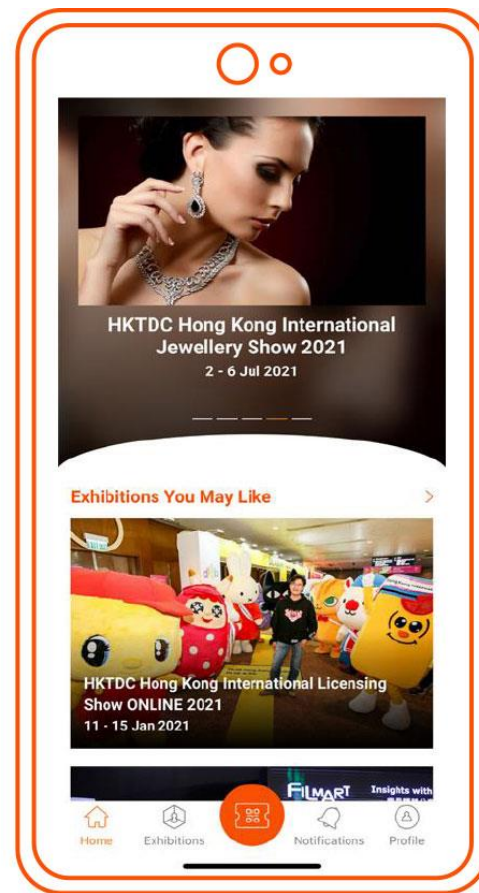 HKTDC Hong Kong International
Jewellery Show 2021
2 - 6 Jul 2021
Exhibitions You May Like
HKTDC Hong Kong International Licensing
Show ONLINE 2021
11 - 15 Jan 2021
FILMART
Insights with
Home
Exhibitions
Notifications
Profile